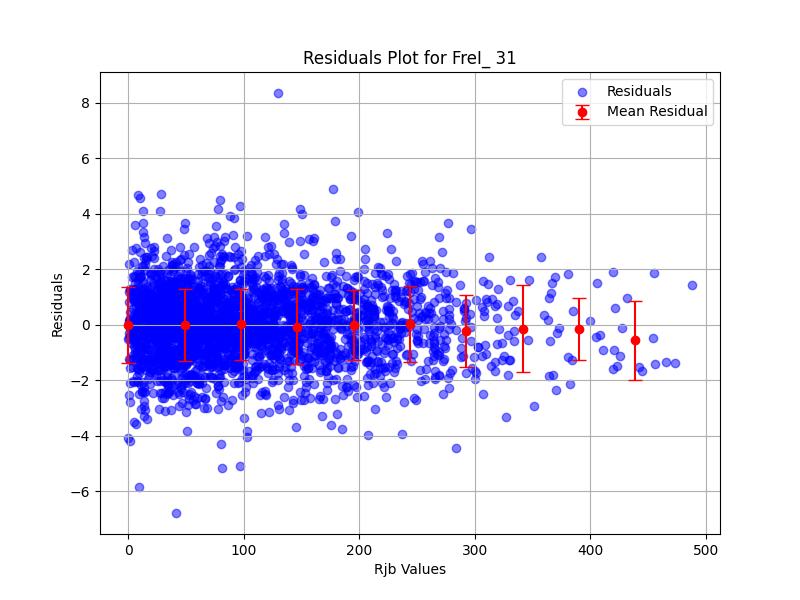 Residuals Plot for FreI_ 31
Residuals
Mean Residual
8
6
4
2
0
−2
−4
−6
Residuals
0
100
200
300
400
500
Rjb Values